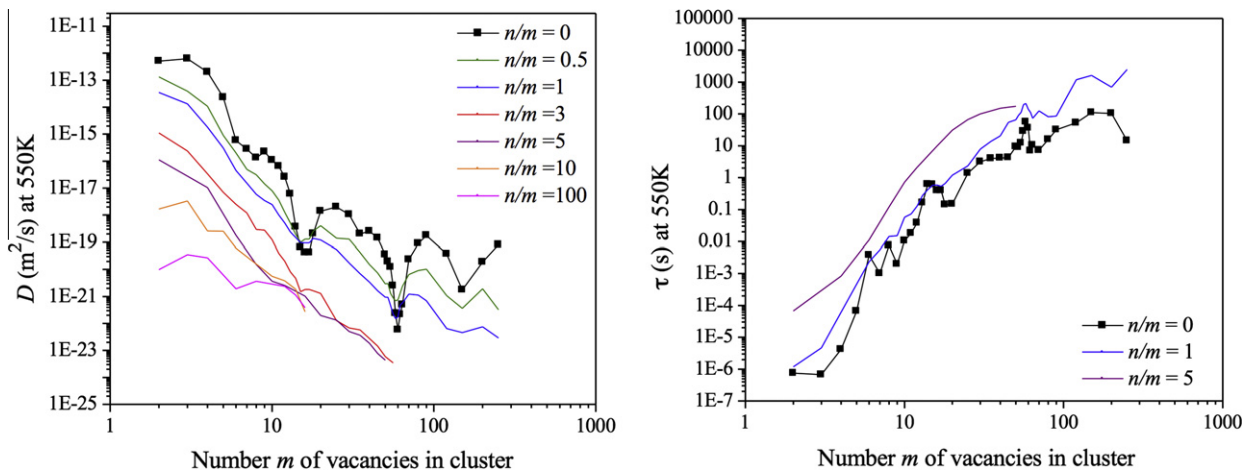 1E-11
1E-13
1E-15
1E-17
1E-19
1E-21
1E-23
1E-25
D (m²/s) at 550K
1
10
100
1000
Number m of vacancies in cluster
n/m = 0
n/m = 0.5
n/m = 1
n/m =3
n/m = 5
n/m = 10
n/m = 100
100000
10000
1000
100
10
1
0.1
0.01
1E-3
1E-4
1E-5
1E-6
1E-7
τ (s) at 550K
1
10
100
1000
Number m of vacancies in cluster
n/m = 0
n/m = 1
n/m = 5